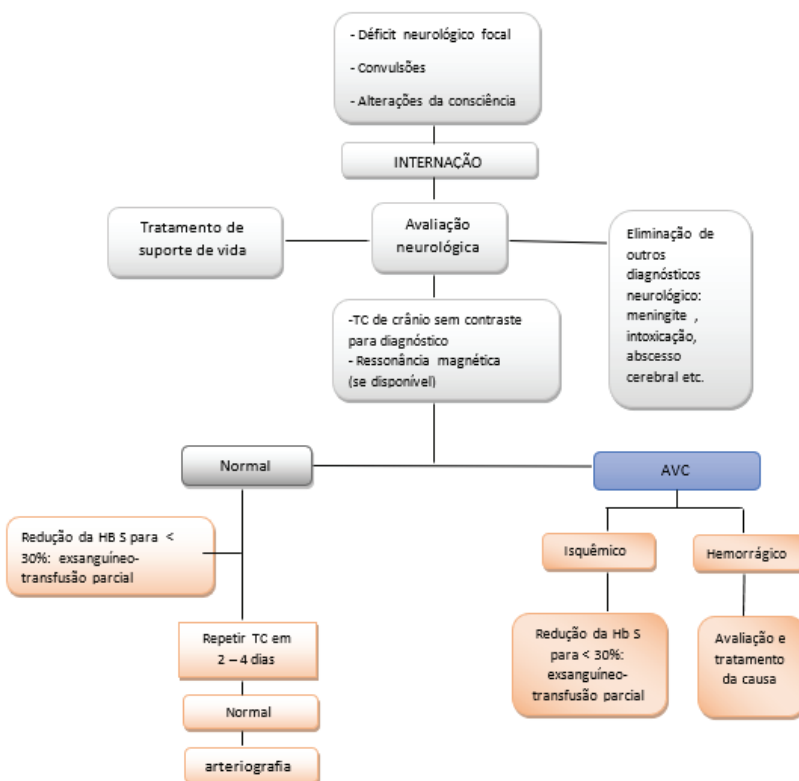 - Déficit neurológico focal
- Convulsões
- Alterações da consciência
INTERNAÇÃO
Tratamento de
suporte de vida
Avaliação
neurológica
Eliminação de
outros
diagnósticos
neurológico:
meningite ,
intoxicação,
abscesso
cerebral etc.
-TC de crânio sem contraste
para diagnóstico
- Ressonância magnética
(se disponível)
Normal
AVC
Redução da HB S para <
30%: exsanguíneo-
transfusão parcial
Isquêmico
Hemorrágico
Repetir TC em
2 – 4 dias
Redução da Hb S
para < 30%:
exsanguíneo-
transfusão parcial
Avaliação e
tratamento
da causa
Normal
arteriografia